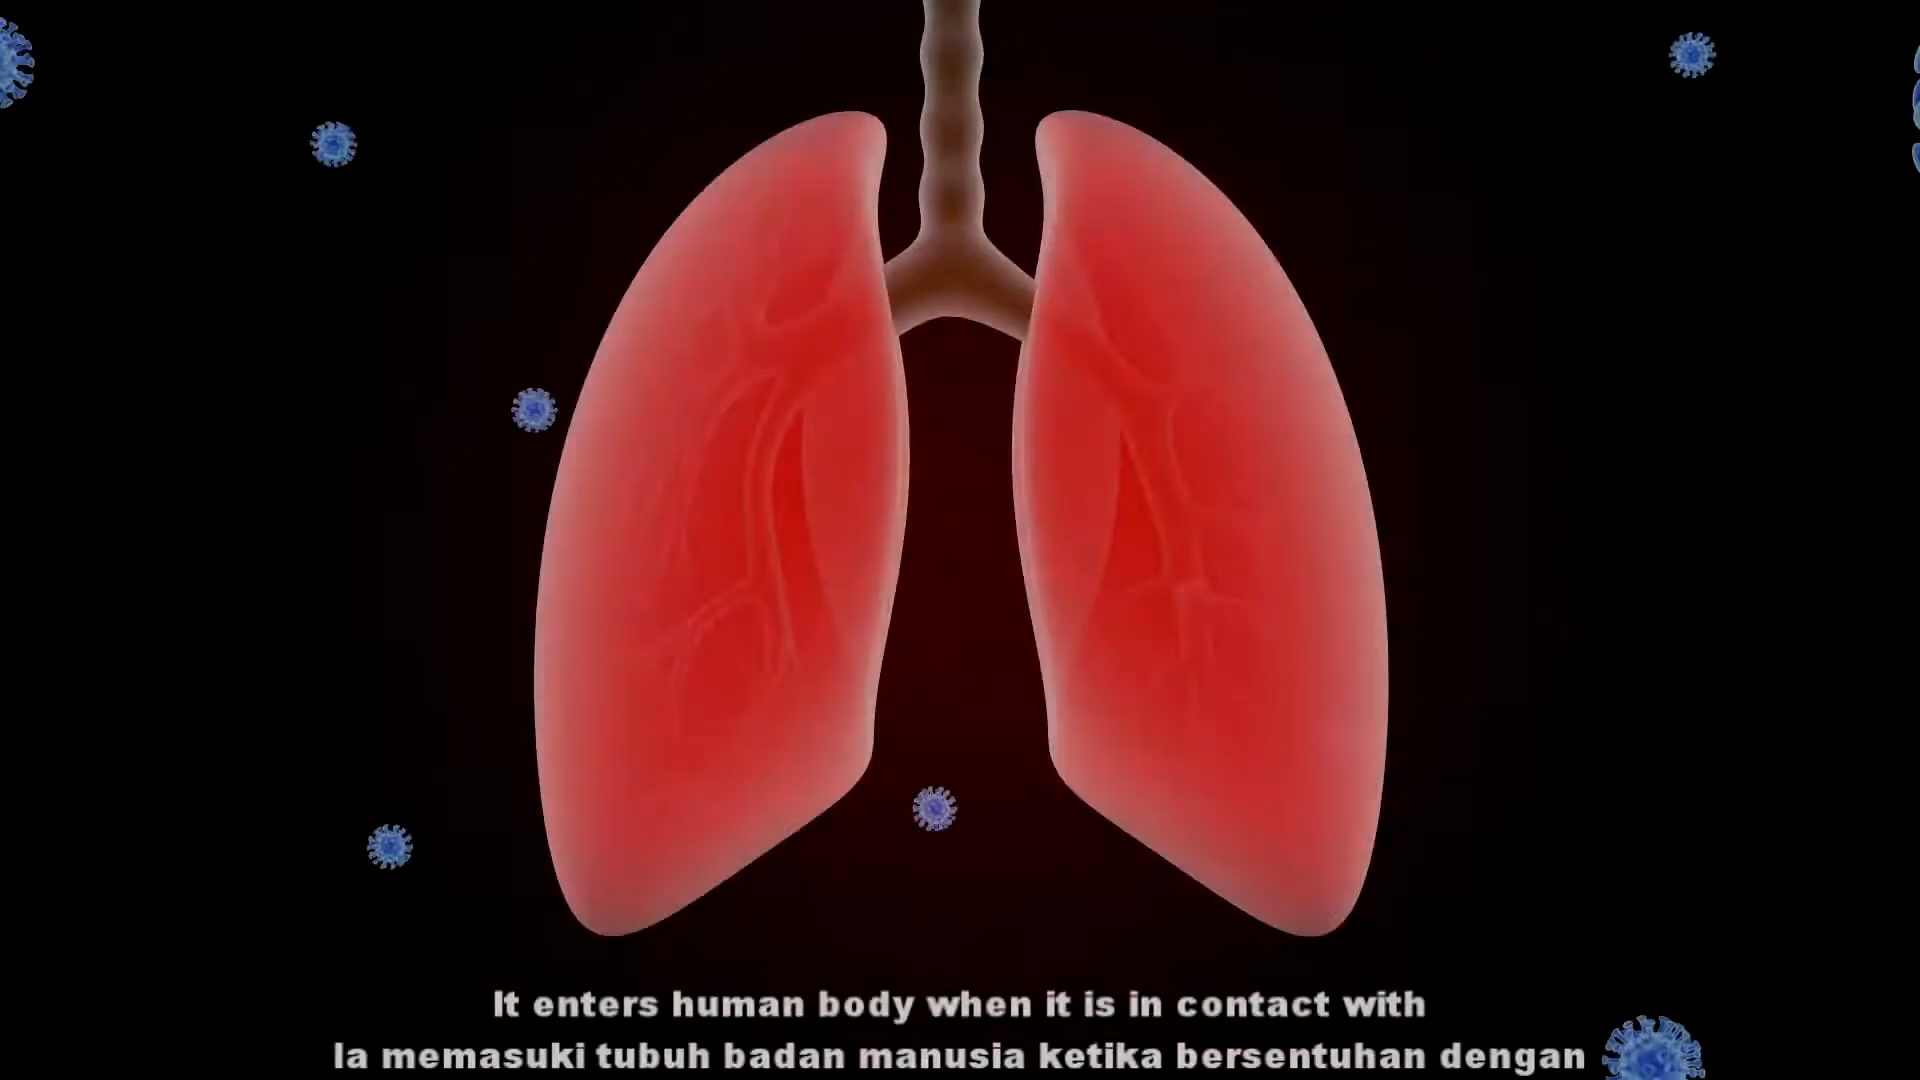 It enters human body when it is in contact with
Ia memasuki tubuh badan manusia ketika bersentuhan dengan